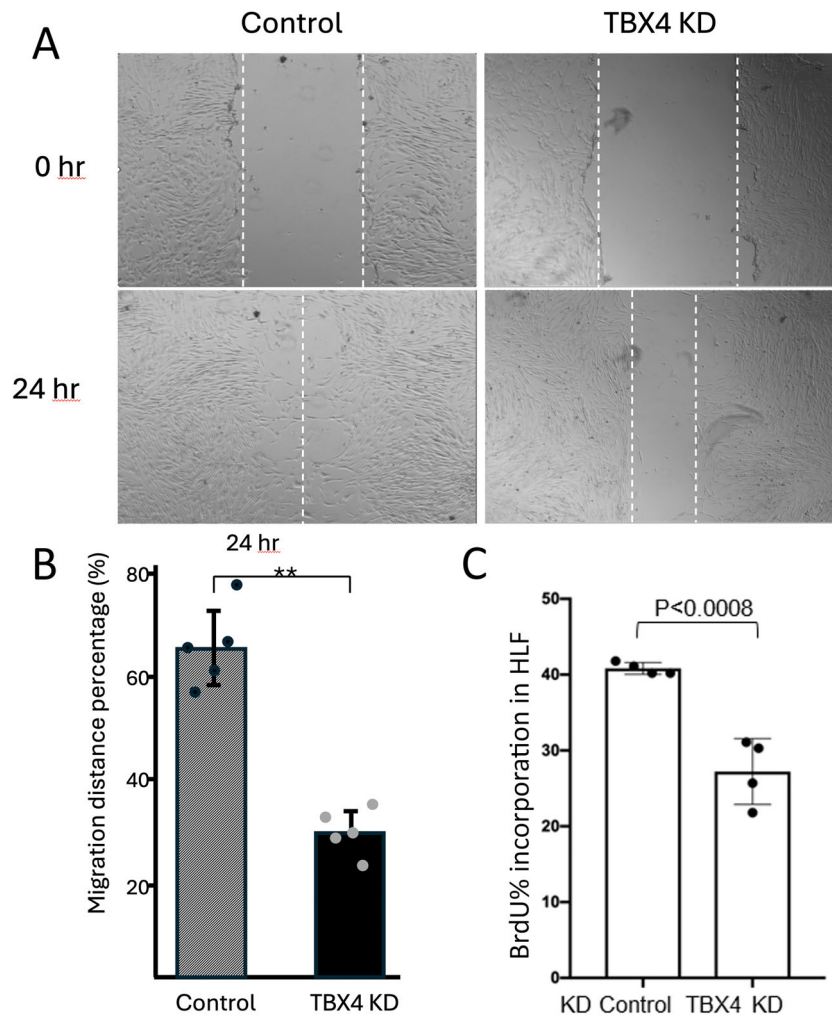 A
Control
TBX4 KD
0 hr
24 hr
B
24 hr
Migration distance percentage (%)
80
60
40
20
**
Control
TBX4 KD
C
BrdU% incorporation in HLF
50
40
30
20
10
0
P<0.0008
KD Control
TBX4 KD